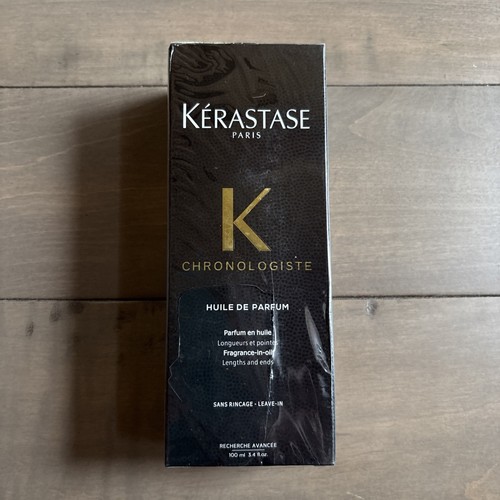 KÉRASTASE
PARIS
K
CHRONOLOGISTE
HUILE DE PARFUM
Parfum en huile
Longueurs et pointes
Fragrance-in-oil
Lengths and ends
SANS RINCAGE - LEAVE-IN
RECHERCHE AVANCÉE
100 ml 3.4 fl.oz.